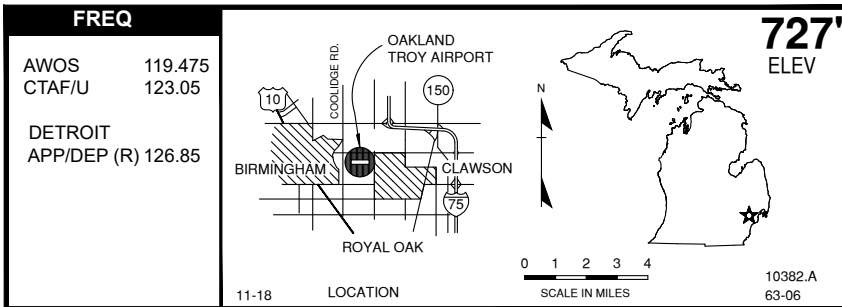 FREQ
AWOS 119.475
CTAF/U 123.05
DETROIT
APP/DEP (R) 126.85
OAKLAND
TROY AIRPORT
COOLIDGE RD.
10
150
BIRMINGHAM
CLAWSON
75
ROYAL OAK
11-18
LOCATION
N
0 1 2 3 4
SCALE IN MILES
727'
ELEV
10382.A
63-06